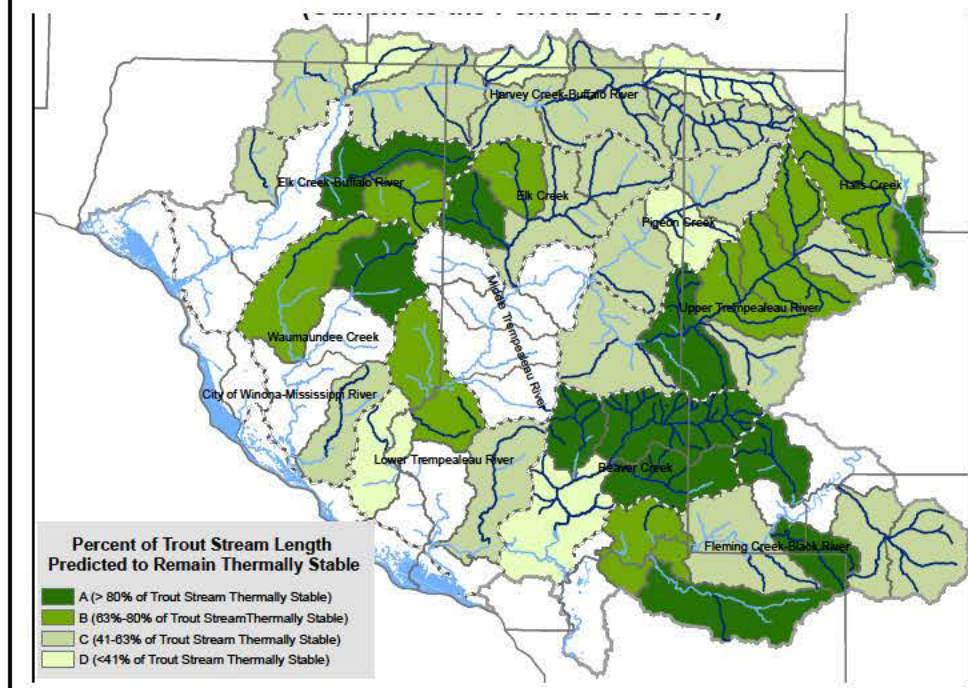 Harvey Creek-Buffalo River
Elk Creek-Buffalo River
Elk Creek
Halls Creek
Pigeon Creek
Middle Trempealeau River
Upper Trempealeau River
Waumaundee Creek
City of Winona-Mississippi River
Lower Trempealeau River
Beaver Creek
Fleming Creek-Black River
Percent of Trout Stream Length
Predicted to Remain Thermally Stable
A (> 80% of Trout Stream Thermally Stable)
B (63%-80% of Trout StreamThermally Stable)
C (41-63% of Trout Stream Thermally Stable)
D (<41% of Trout Stream Thermally Stable)